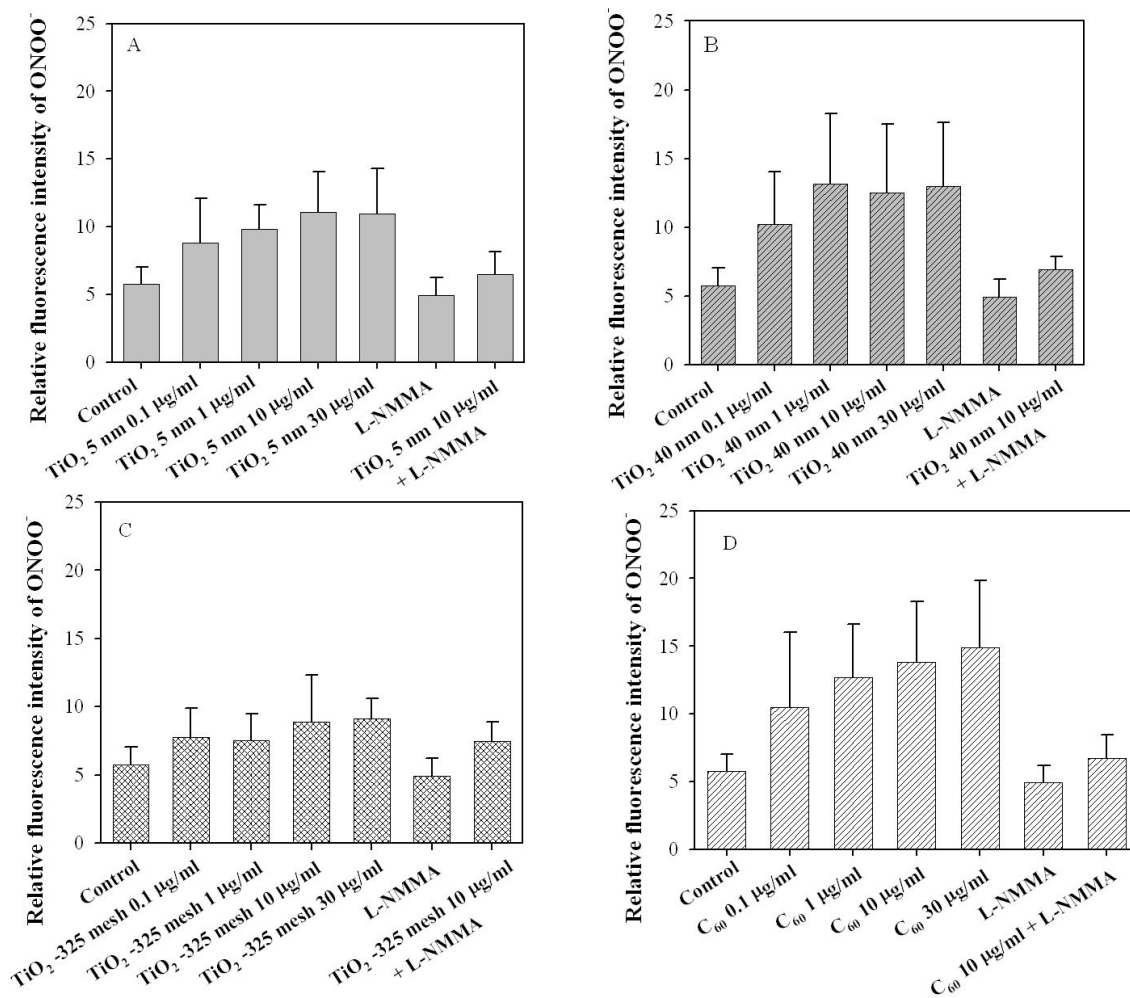 A
Relative fluorescence intensity of ONOO⁻
25
20
15
10
5
0
Control
TiO₂ 5 nm 0.1 µg/ml
TiO₂ 5 nm 1 µg/ml
TiO₂ 5 nm 10 µg/ml
TiO₂ 5 nm 30 µg/ml
L-NMMA
TiO₂ 5 nm 10 µg/ml
+ L-NMMA
B
Relative fluorescence intensity of ONOO⁻
25
20
15
10
5
0
Control
TiO₂ 40 nm 0.1 µg/ml
TiO₂ 40 nm 1 µg/ml
TiO₂ 40 nm 10 µg/ml
TiO₂ 40 nm 30 µg/ml
L-NMMA
TiO₂ 40 nm 10 µg/ml
+ L-NMMA
C
Relative fluorescence intensity of ONOO⁻
25
20
15
10
5
0
Control
TiO₂ -325 mesh 0.1 µg/ml
TiO₂ -325 mesh 1 µg/ml
TiO₂ -325 mesh 10 µg/ml
TiO₂ -325 mesh 30 µg/ml
L-NMMA
TiO₂ -325 mesh 10 µg/ml
+ L-NMMA
D
Relative fluorescence intensity of ONOO⁻
25
20
15
10
5
0
Control
C₆₀ 0.1 µg/ml
C₆₀ 1 µg/ml
C₆₀ 10 µg/ml
C₆₀ 30 µg/ml
L-NMMA
C₆₀ 10 µg/ml + L-NMMA